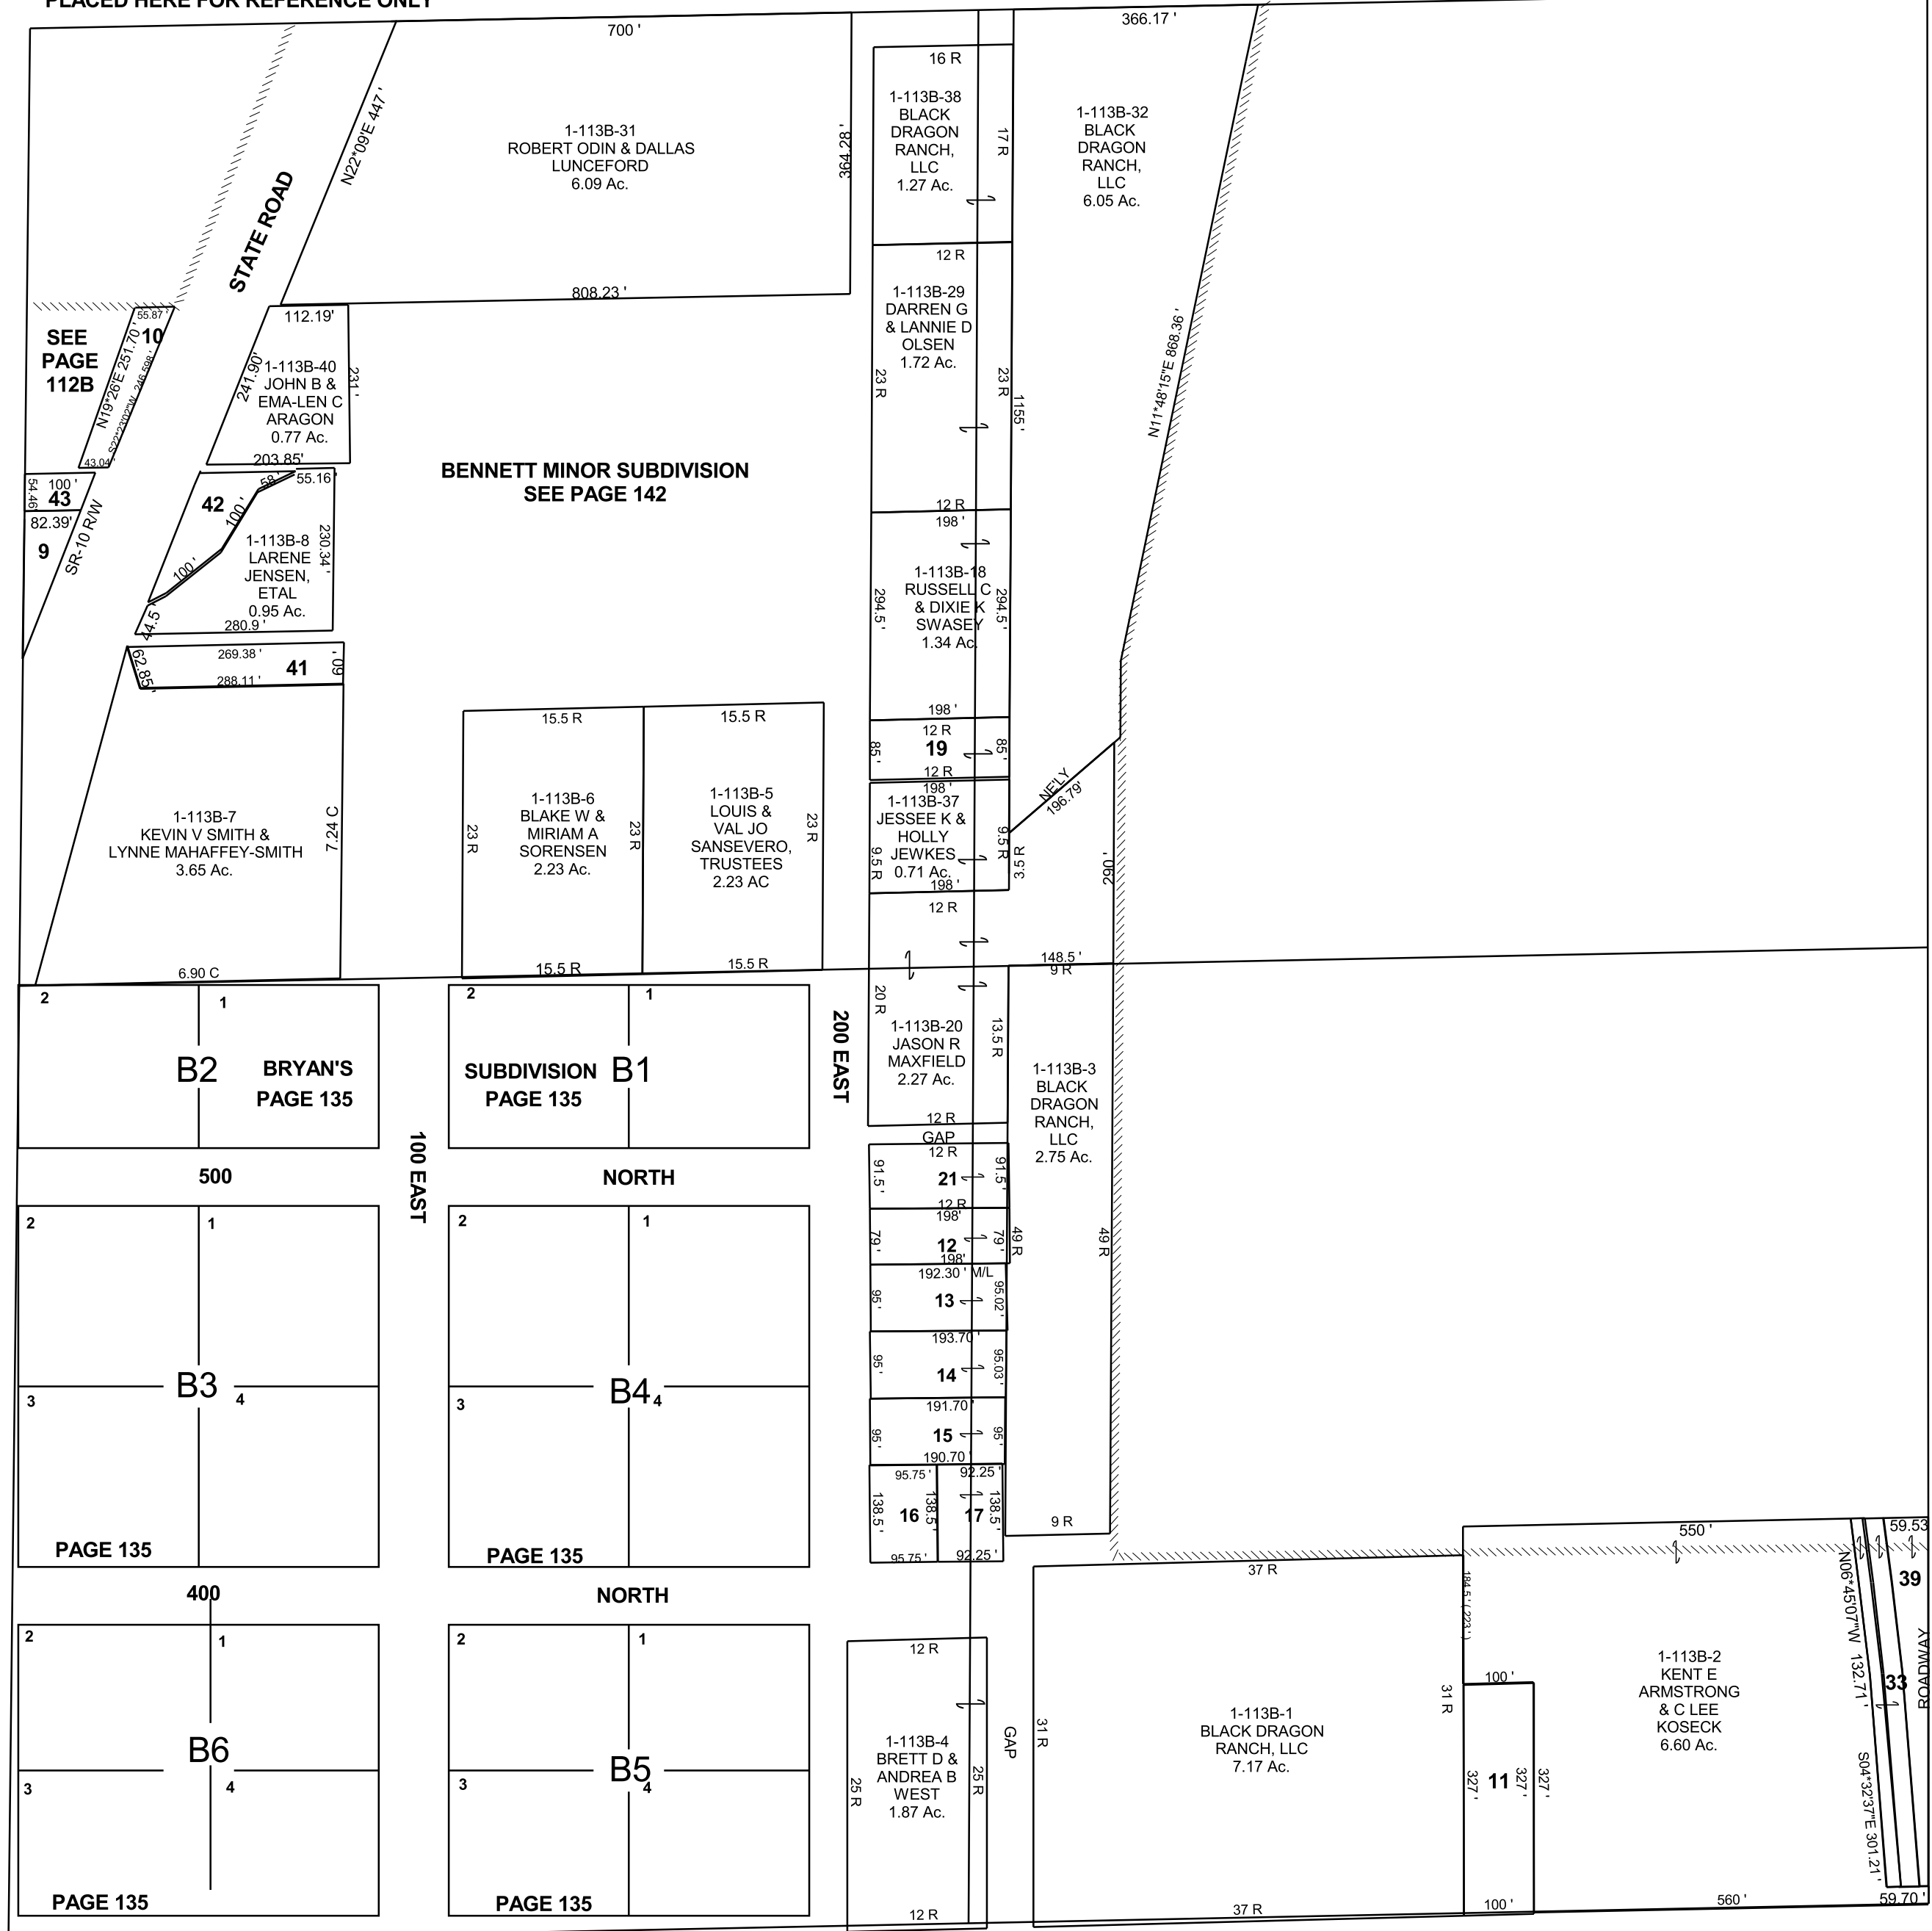 PLACED HERE FOR REFERENCE ONLY
700 '
366.17 '
16 R
1-113B-38
BLACK
DRAGON
RANCH,
LLC
1.27 Ac.
17 R
1-113B-32
BLACK
DRAGON
RANCH,
LLC
6.05 Ac.
N22*09'E 447 '
1-113B-31
ROBERT ODIN & DALLAS
LUNCEFORD
6.09 Ac.
394.28 '
STATE ROAD
808.23 '
12 R
1-113B-29
DARREN G
& LANNIE D
OLSEN
1.72 Ac.
23 R
23 R
1155 '
N11*48'15"E 868.36 '
12 R
SEE
PAGE
112B
55.87 '
10
N19*26'E 251.70 '
S22*23'02"W 246.598 '
43.04 '
112.19'
241.90'
1-113B-40
JOHN B &
EMA-LEN C
ARAGON
0.77 Ac.
231 '
203.85'
BENNETT MINOR SUBDIVISION
SEE PAGE 142
54.46'
100 '
43
82.39'
9
SR-10 R/W
42
58 '
55.16 '
100 '
100 '
44.5 '
1-113B-8
LARENE
JENSEN,
ETAL
0.95 Ac.
230.34 '
280.9 '
198 '
1-113B-18
RUSSELL C
& DIXIE K
SWASEY
1.34 Ac.
294.5 '
294.5 '
198 '
62.85 '
269.38 '
41
60 '
288.11 '
12 R
19
85 '
85 '
12 R
198 '
1-113B-37
JESSEE K &
HOLLY
JEWKES
0.71 Ac.
9.5 R
9.5 R
198 '
NE'LY
196.79'
3.5 R
290 '
1-113B-7
KEVIN V SMITH &
LYNNE MAHAFFEY-SMITH
3.65 Ac.
7.24 C
6.90 C
15.5 R
15.5 R
23 R
1-113B-6
BLAKE W &
MIRIAM A
SORENSEN
2.23 Ac.
23 R
1-113B-5
LOUIS &
VAL JO
SANSEVERO,
TRUSTEES
2.23 AC
23 R
15.5 R
15.5 R
12 R
148.5 '
9 R
2
1
2
1
B2
BRYAN'S
PAGE 135
SUBDIVISION
PAGE 135
B1
200 EAST
20 R
1-113B-20
JASON R
MAXFIELD
2.27 Ac.
13.5 R
12 R
1-113B-3
BLACK
DRAGON
RANCH,
LLC
2.75 Ac.
49 R
49 R
9 R
GAP
500
100 EAST
NORTH
12 R
91.5 '
21
91.5 '
12 R
198'
79 '
12
79 '
198'
192.30 ' M/L
95 '
13
95.02 '
193.70 '
95 '
14
95.03 '
191.70 '
95 '
15
95 '
190.70 '
95.75 '
92.25 '
138.5 '
16
138.5 '
17
138.5 '
95.75 '
92.25 '
2
1
B3
3
4
PAGE 135
2
1
B4
3
4
PAGE 135
400
NORTH
2
1
B6
3
4
PAGE 135
2
1
B5
3
4
PAGE 135
12 R
25 R
1-113B-4
BRETT D &
ANDREA B
WEST
1.87 Ac.
25 R
12 R
GAP
37 R
31 R
1-113B-1
BLACK DRAGON
RANCH, LLC
7.17 Ac.
31 R
37 R
184.5 ' ( 223 ' )
100 '
327 '
11
327 '
327 '
100 '
550 '
59.53
1-113B-2
KENT E
ARMSTRONG
& C LEE
KOSECK
6.60 Ac.
N06*45'07"W 132.71 '
S04*32'37"E 301.21 '
39
33
ROADWAY
560 '
59.70 '